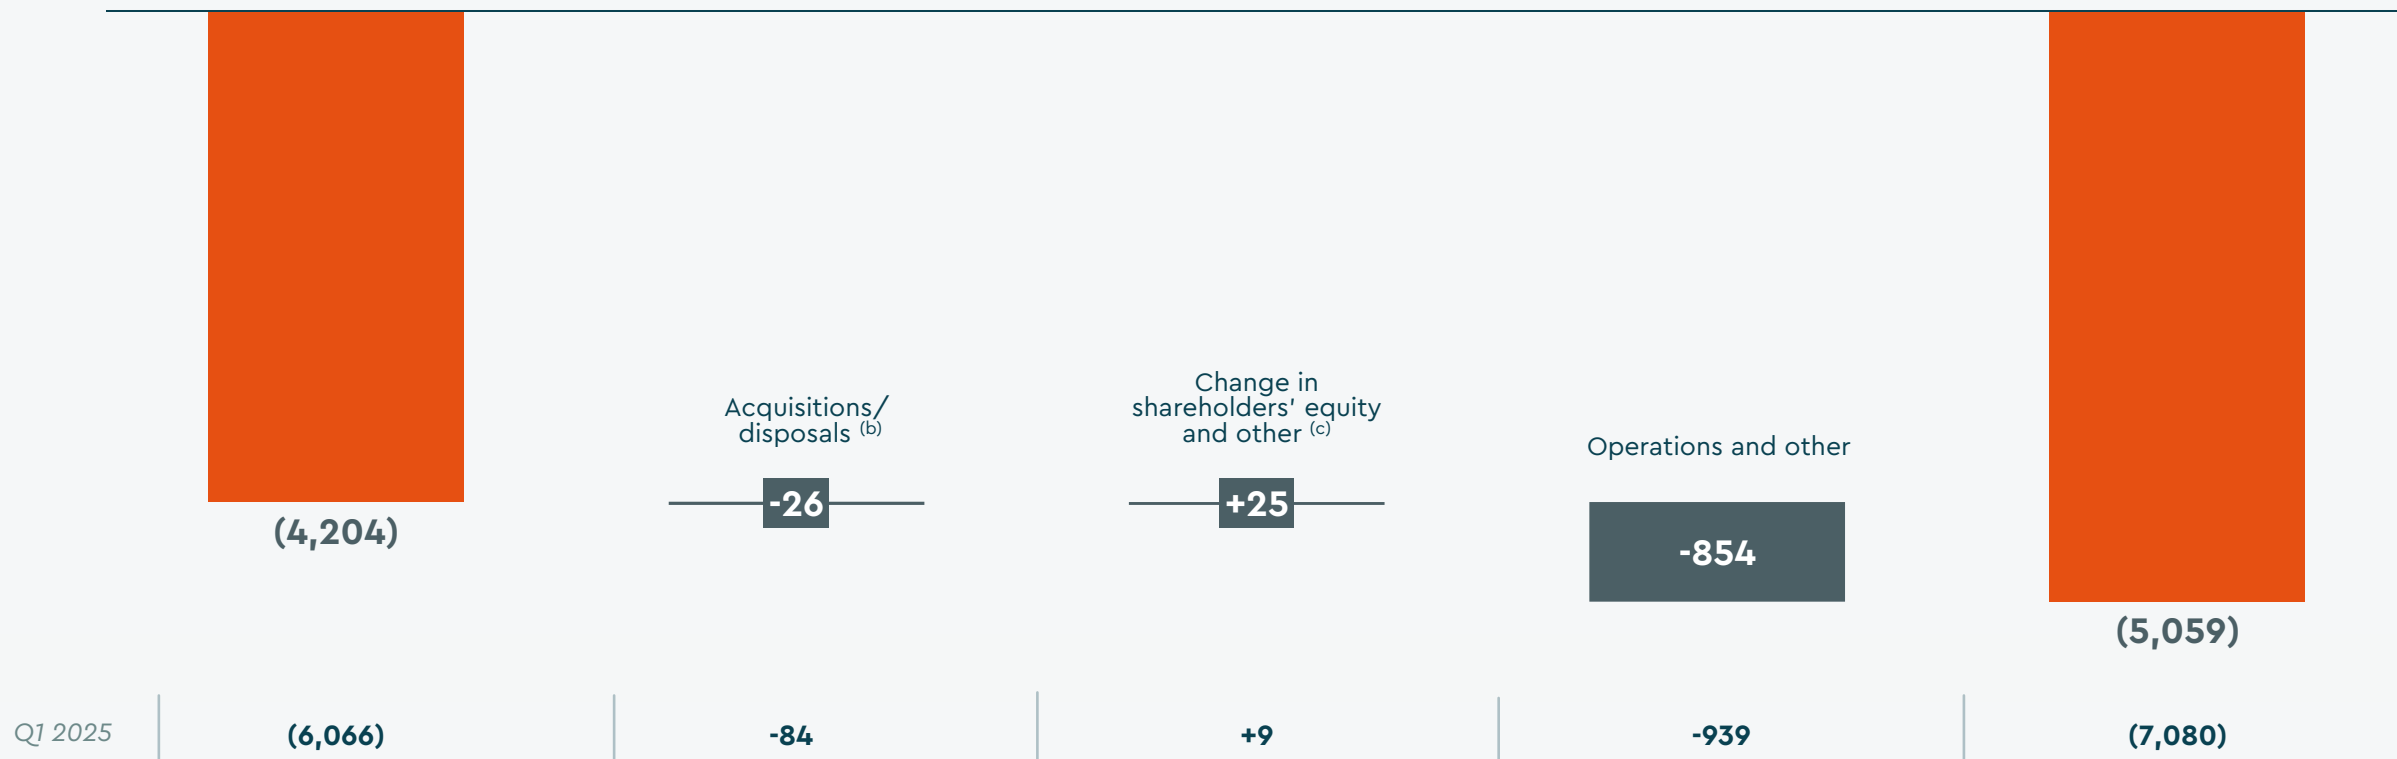 Change in
Acquisitions/
shareholders' equity
disposals (b)
and other (c)
Operations and other
-26
+25
(4,204)
-854
(5,059)
Q1 2025
(6,066)
-84
+9
-939
(7,080)